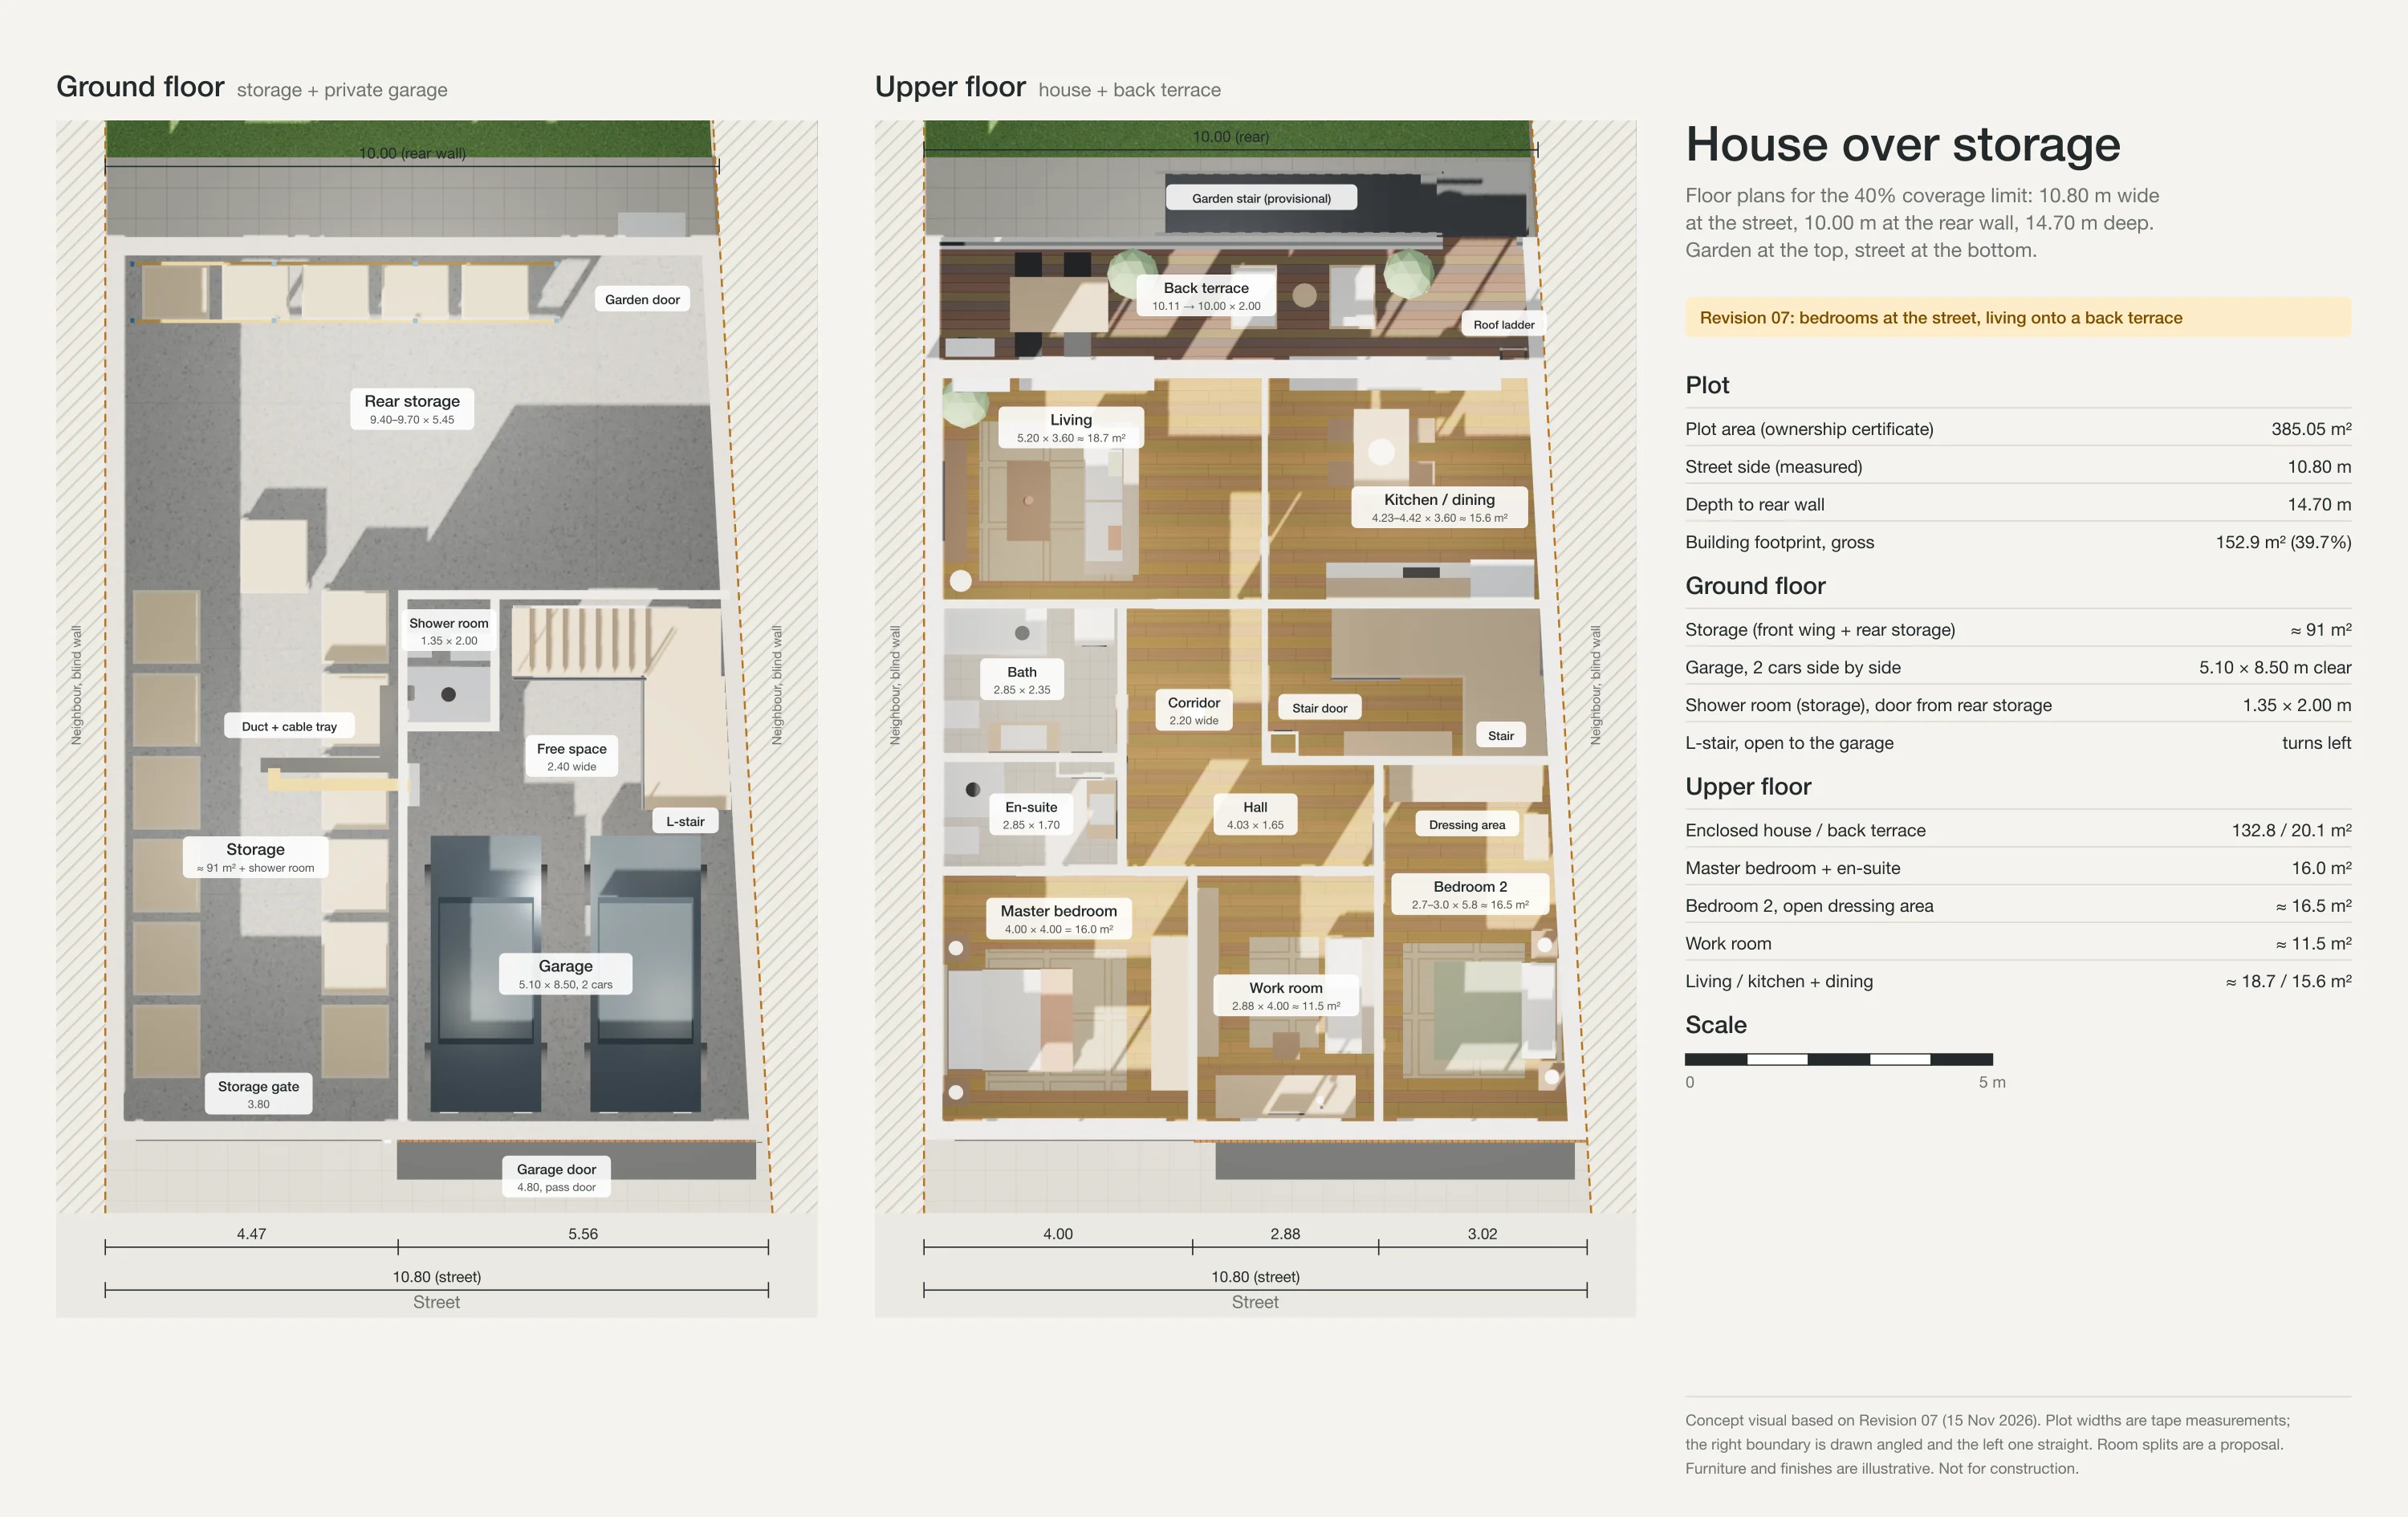 Ground floor storage + private garage
10.00 (rear wall)
Garden door
Rear storage
9.40–9.70 × 5.45
Shower room
1.35 × 2.00
Duct + cable tray
Free space
2.40 wide
L-stair
Storage
≈ 91 m² + shower room
Garage
5.10 × 8.50, 2 cars
Storage gate
3.80
Garage door
4.80, pass door
Neighbour, blind wall
Neighbour, blind wall
4.47
5.56
10.80 (street)
Street
Upper floor house + back terrace
10.00 (rear)
Garden stair (provisional)
Back terrace
10.11 → 10.00 × 2.00
Roof ladder
Living
5.20 × 3.60 ≈ 18.7 m²
Kitchen / dining
4.23–4.42 × 3.60 ≈ 15.6 m²
Bath
2.85 × 2.35
Corridor
2.20 wide
Stair door
Stair
En-suite
2.85 × 1.70
Hall
4.03 × 1.65
Dressing area
Bedroom 2
2.7–3.0 × 5.8 ≈ 16.5 m²
Master bedroom
4.00 × 4.00 = 16.0 m²
Work room
2.88 × 4.00 ≈ 11.5 m²
Neighbour, blind wall
Neighbour, blind wall
4.00
2.88
3.02
10.80 (street)
Street
House over storage
Floor plans for the 40% coverage limit: 10.80 m wide
at the street, 10.00 m at the rear wall, 14.70 m deep.
Garden at the top, street at the bottom.
Revision 07: bedrooms at the street, living onto a back terrace
Plot
Plot area (ownership certificate) 385.05 m²
Street side (measured) 10.80 m
Depth to rear wall 14.70 m
Building footprint, gross 152.9 m² (39.7%)
Ground floor
Storage (front wing + rear storage) ≈ 91 m²
Garage, 2 cars side by side 5.10 × 8.50 m clear
Shower room (storage), door from rear storage 1.35 × 2.00 m
L-stair, open to the garage turns left
Upper floor
Enclosed house / back terrace 132.8 / 20.1 m²
Master bedroom + en-suite 16.0 m²
Bedroom 2, open dressing area ≈ 16.5 m²
Work room ≈ 11.5 m²
Living / kitchen + dining ≈ 18.7 / 15.6 m²
Scale
0 5 m
Concept visual based on Revision 07 (15 Nov 2026). Plot widths are tape measurements;
the right boundary is drawn angled and the left one straight. Room splits are a proposal.
Furniture and finishes are illustrative. Not for construction.